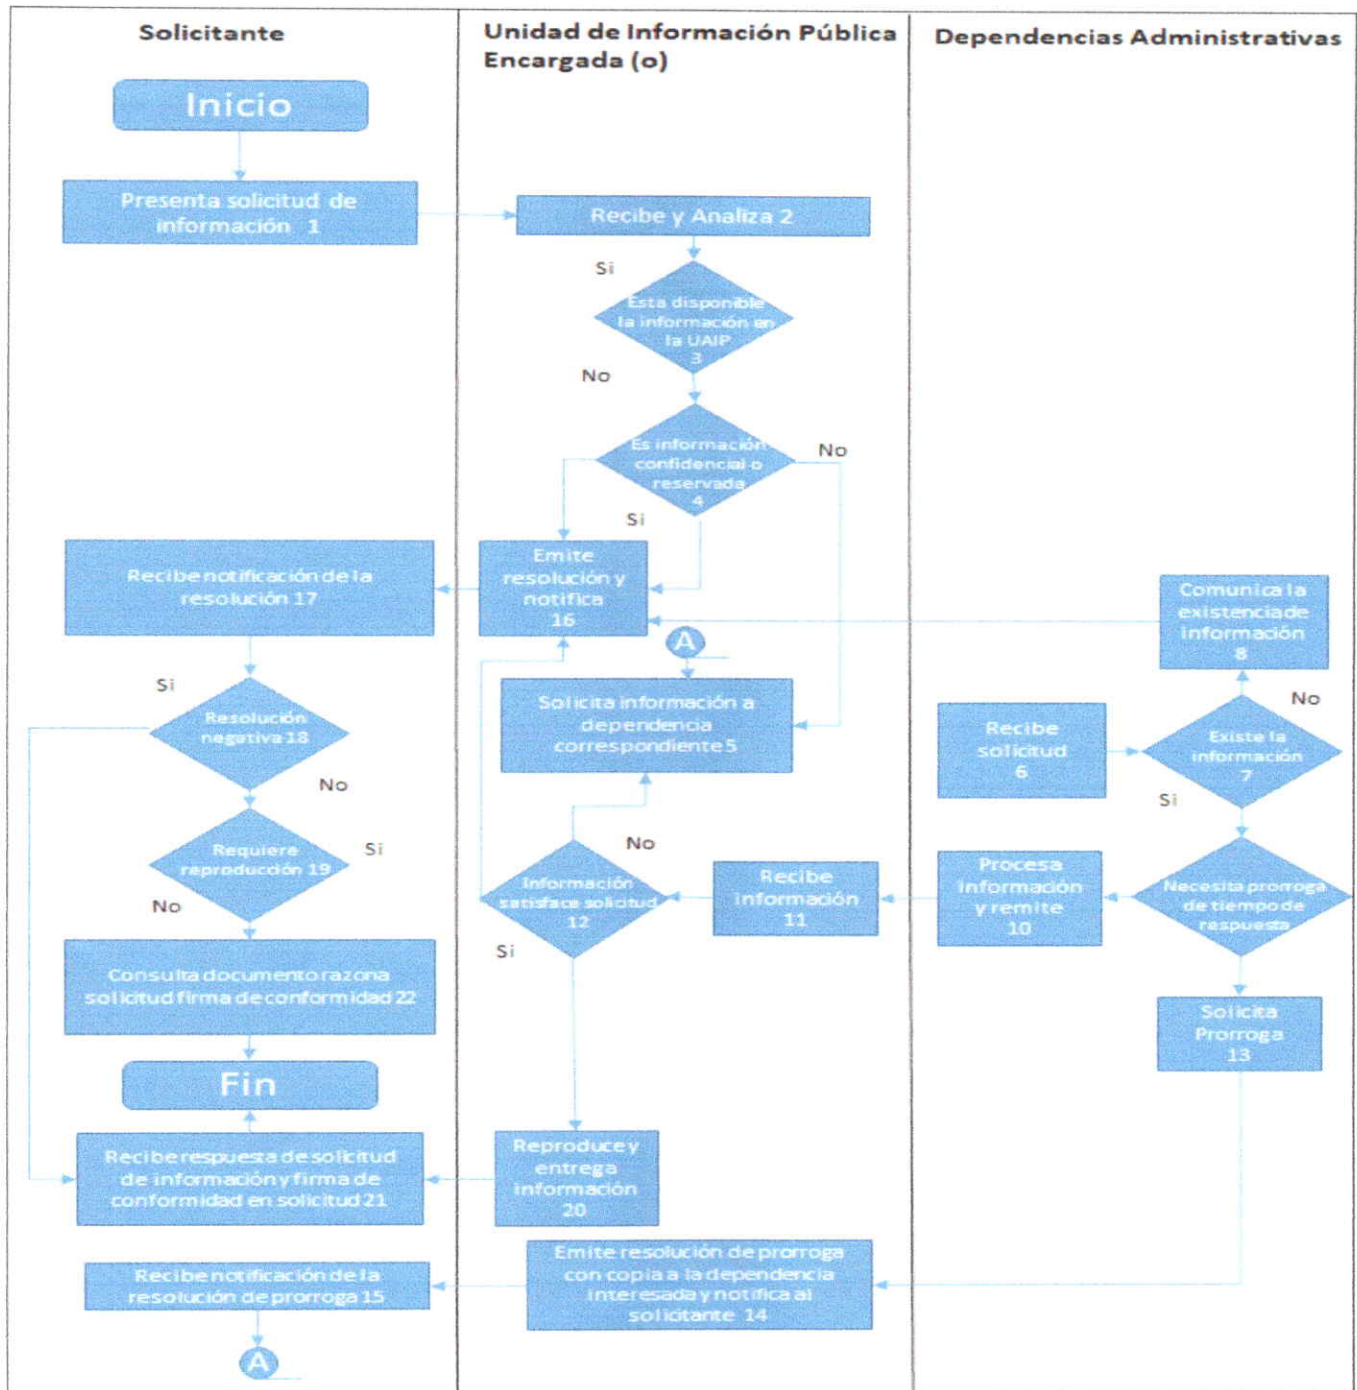 Solicitante
Unidad de Información Pública
Encargada (o)
Dependencias Administrativas
Inicio
Presenta solicitud de
información 1
Recibe y Analiza 2
Si
Esta disponible
la información en
la UAIP
3
No
Es información
confidencial o
reservada
4
No
Si
Emite
resolución y
notifica
16
Recibe notificación de la
resolución 17
Comunica la
existencia de
información
8
A
Si
Resolución
negativa 18
No
Solicita información a
dependencia
correspondiente 5
Recibe
solicitud
6
Existe la
información
7
No
Si
Requiere
reproducción 19
Si
No
Información
satisface solicitud
12
No
Si
Recibe
información
11
Procesa
información
y remite
10
Necesita prorroga
de tiempo de
respuesta
Consulta documento razona
solicitud firma de conformidad 22
Fin
Solicita
Prorroga
13
Recibe respuesta de solicitud
de información y firma de
conformidad en solicitud 21
Reproduce y
entrega
información
20
Emite resolución de prorroga
con copia a la dependencia
interesada y notifica al
solicitante 14
Recibe notificación de la
resolución de prorroga 15
A